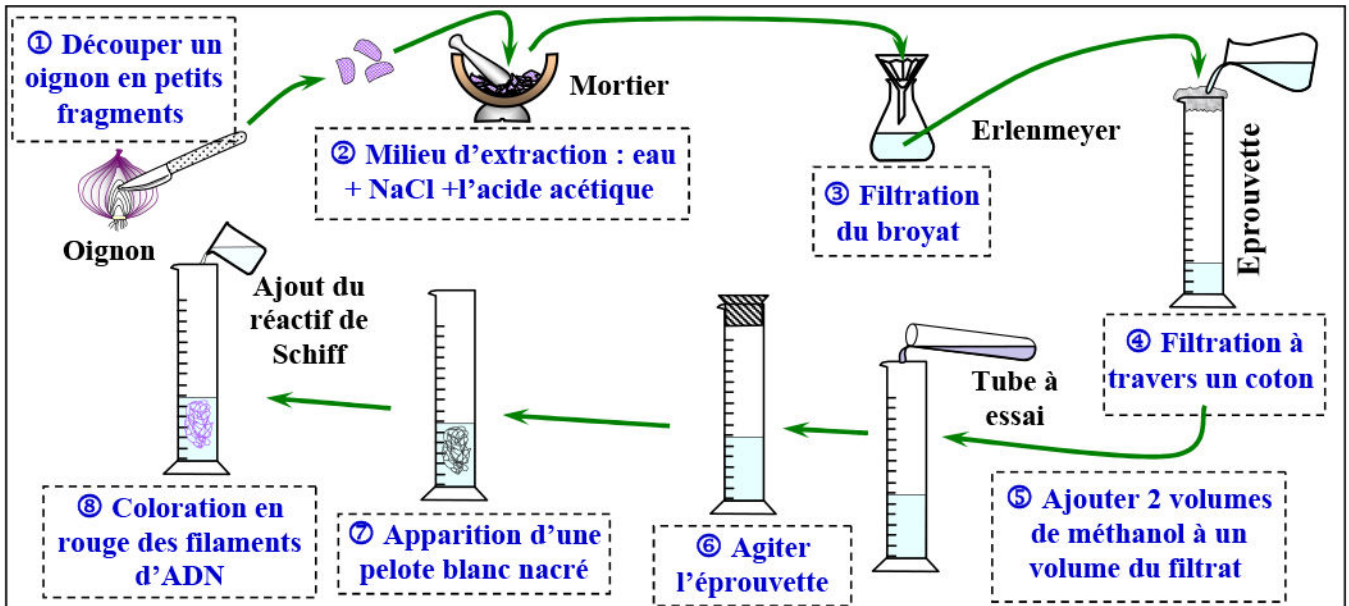 ① Découper un
oignon en petits
fragments
Mortier
② Milieu d'extraction : eau
+ NaCl +l'acide acétique
Erlenmeyer
③ Filtration
du broyat
Eprouvette
④ Filtration à
travers un coton
Oignon
Ajout du
réactif de
Schiff
Tube à
essai
⑤ Ajouter 2 volumes
de méthanol à un
volume du filtrat
⑥ Agiter
l'éprouvette
⑦ Apparition d'une
pelote blanc nacré
⑧ Coloration en
rouge des filaments
d'ADN